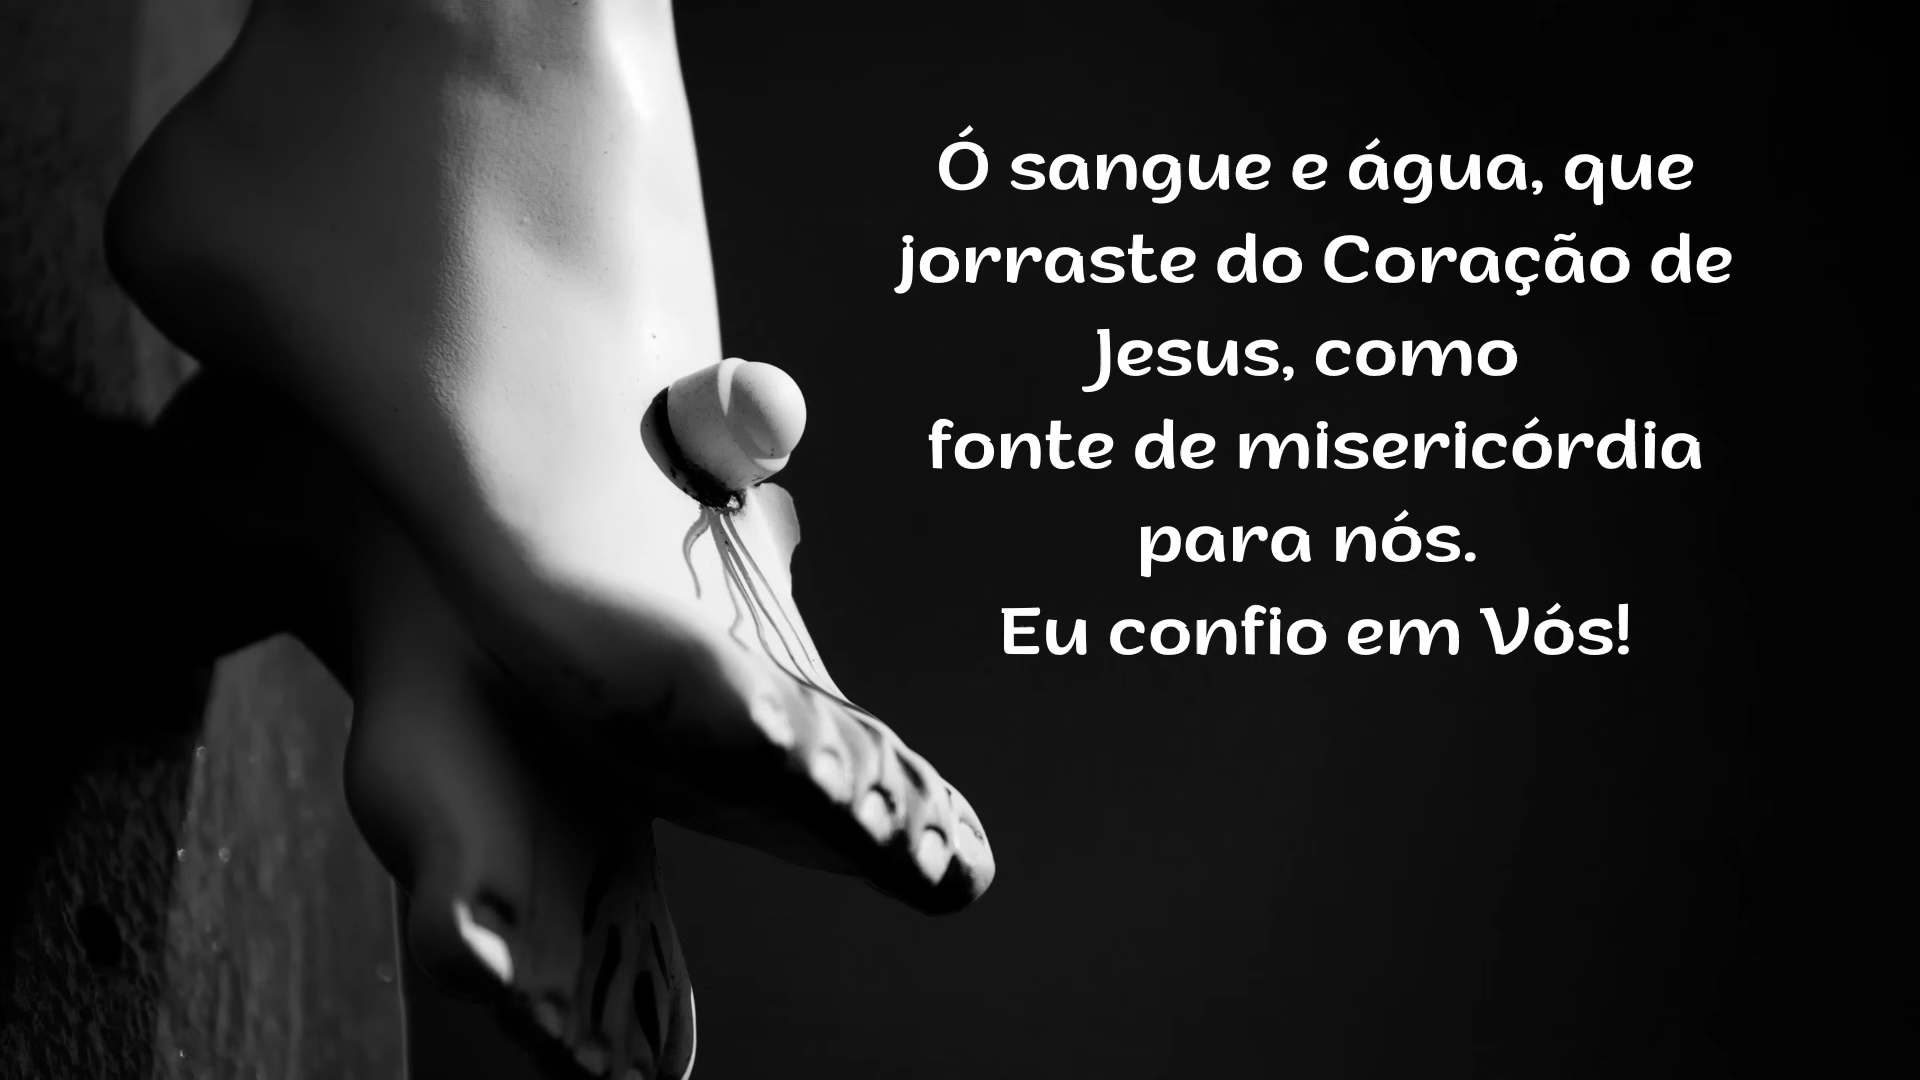 Ó sangue e água, que
jorraste do Coração de
Jesus, como
fonte de misericórdia
para nós.
Eu confio em Vós!